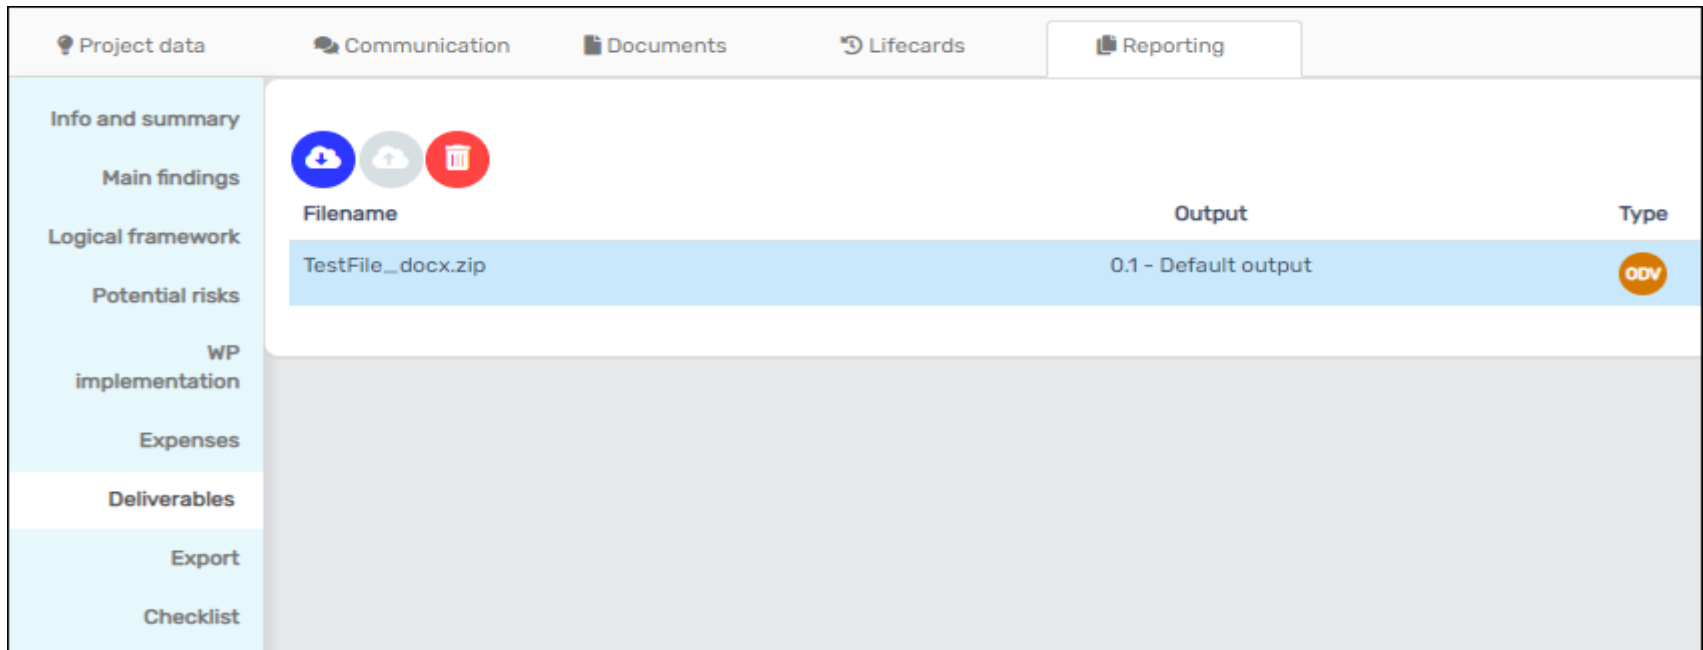 Project data
Communication
Documents
Lifecards
Reporting
Info and summary
Main findings
Logical framework
Potential risks
WP
implementation
Expenses
Deliverables
Export
Checklist
Filename Output Type
TestFile_docx.zip 0.1 - Default output ODV